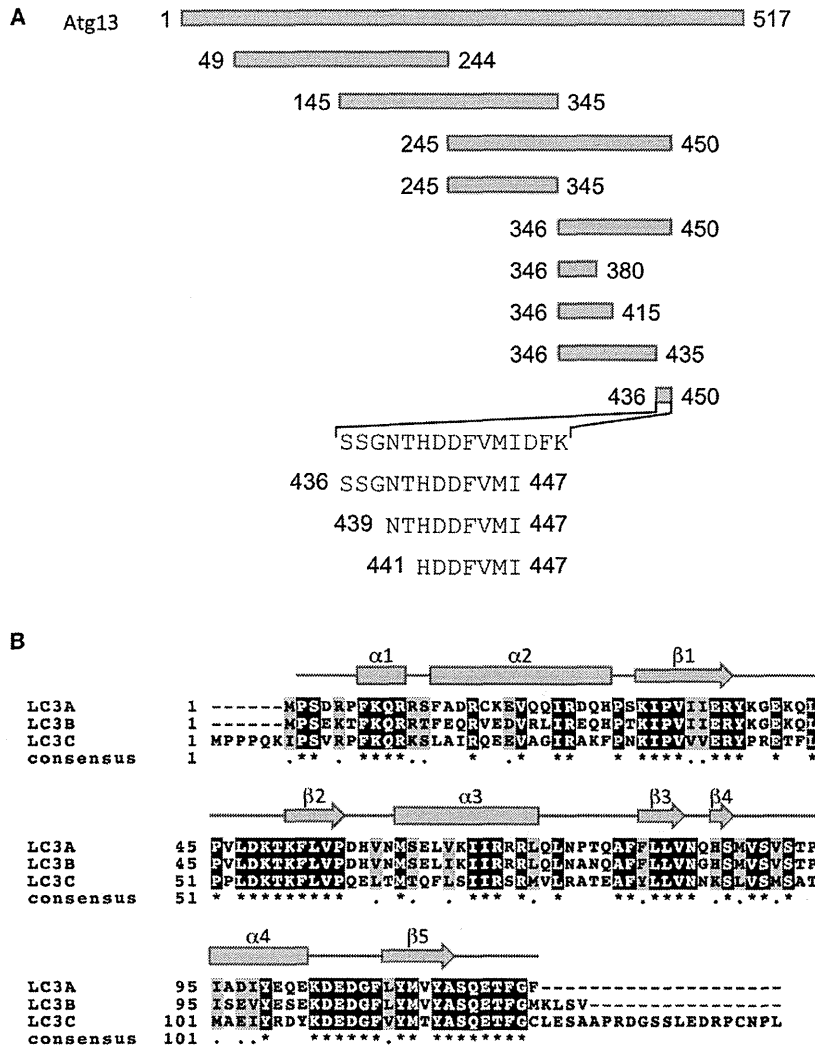 A
Atg13 1 517
49 244
145 345
245 450
245 345
346 450
346 380
346 415
346 435
436 450
SSGNTHDDFVMIDFK
436 SSGNTHDDFVMI 447
439 NTHDDFVMI 447
441 HDDFVMI 447
B
α1 α2 β1
LC3A 1 ------MPSDRPFKQRRSFADRCKEVQQIRDQHPSKIPVIIERYKGEKQL
LC3B 1 ------MPSEKTFKQRRTFEQRVEDVRLIREQHPTKIPVIIERYKGEKQL
LC3C 1 MPPPQKIPSVRPFKQRKSLAIRQEEVAGIRAKFPNKIPVVVERYPRETFL
consensus 1 .** . ****.. * .* ** * ****..*** * *
β2 α3 β3 β4
LC3A 45 PVLDKTKFLVPDHVNMSELVKIIRRRLQLNPTQAFFLLVNQHSMVSVSTP
LC3B 45 PVLDKTKFLVPDHVNMSELIKIIRRRLQLNANQAFFLLVNGHSMVSVSTP
LC3C 51 PPLDKTKFLVPQELTMTQFLSIIRSRMVLRATEAFYLLVNNKSLVSMSAT
consensus 51 * ********* . *. . *** *. * **.**** *.**.*.
α4 β5
LC3A 95 IADIYEQEKDEDGFLYMVYASQETFGF--------------------
LC3B 95 ISEVYESEKDEDGFLYMVYASQETFGMKLSV----------------
LC3C 101 MAEIYRDYKDEDGFVYMTYASQETFGCLESAAPRDGSSLEDRPCNPL
consensus 101 . ..* ******.** ********